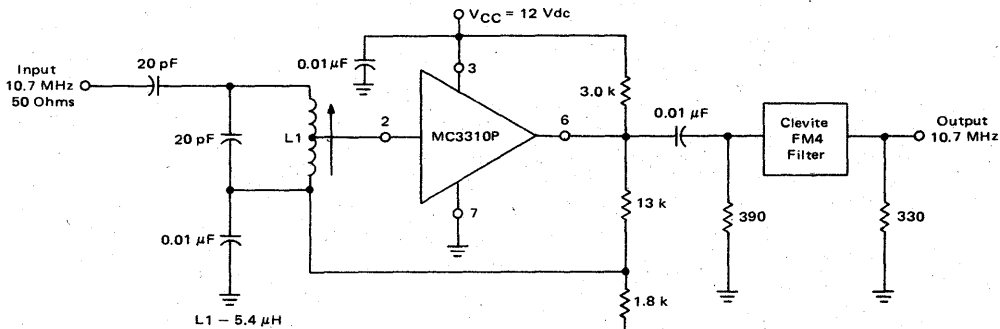 VCC = 12 Vdc
Input
10.7 MHz
50 Ohms
20 pF
0.01 μF
3
3.0 k
20 pF
L1
2
MC3310P
6
0.01 μF
Clevite
FM4
Filter
Output
10.7 MHz
7
13 k
390
330
0.01 μF
1.8 k
L1 – 5.4 μH